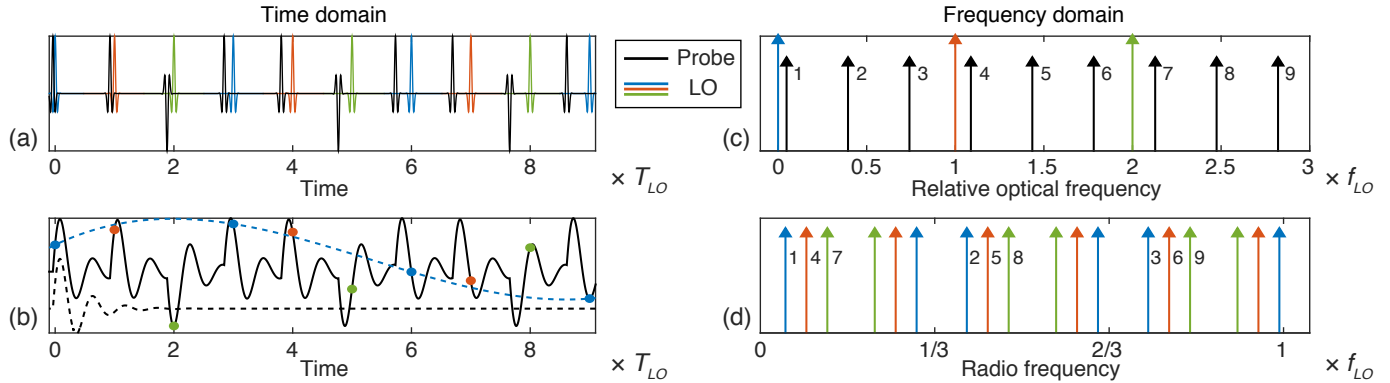 Time domain
Frequency domain
Probe
LO
(a)
0 2 4 6 8
Time
× T_LO
(b)
0 2 4 6 8
Time
× T_LO
(c)
1 2 3 4 5 6 7 8 9
0 0.5 1 1.5 2 2.5 3
Relative optical frequency
× f_LO
(d)
1 4 7 2 5 8 3 6 9
0 1/3 2/3 1
Radio frequency
× f_LO